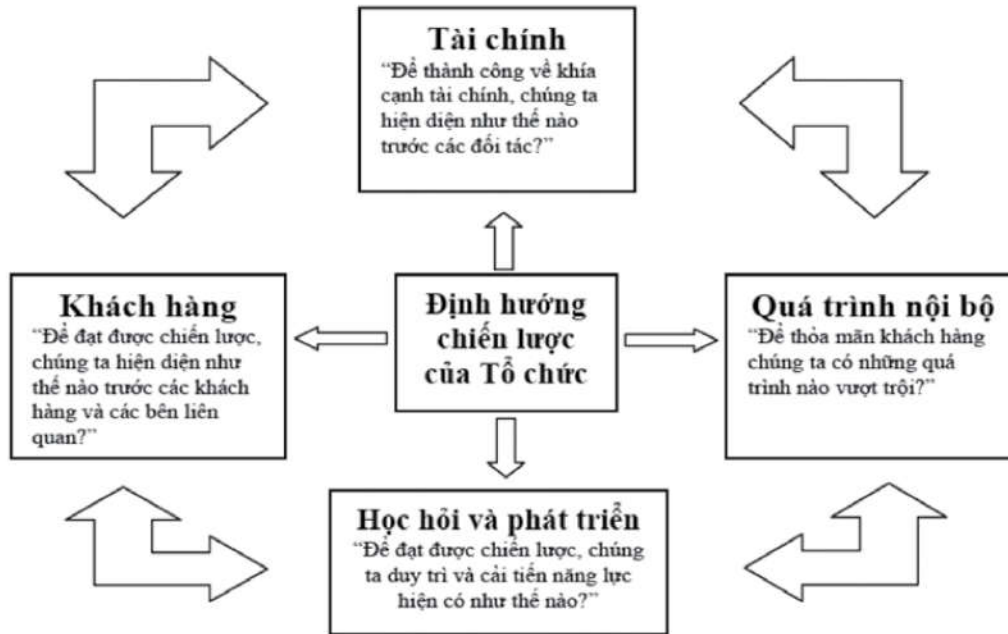 Tài chính
“Để thành công về khía
cạnh tài chính, chúng ta
hiện diện như thế nào
trước các đối tác?”
Khách hàng
“Để đạt được chiến lược,
chúng ta hiện diện như
thế nào trước các khách
hàng và các bên liên
quan?”
Định hướng
chiến lược
của Tổ chức
Quá trình nội bộ
“Để thỏa mãn khách hàng
chúng ta có những quá
trình nào vượt trội?”
Học hỏi và phát triển
“Để đạt được chiến lược, chúng
ta duy trì và cải tiến năng lực
hiện có như thế nào?”